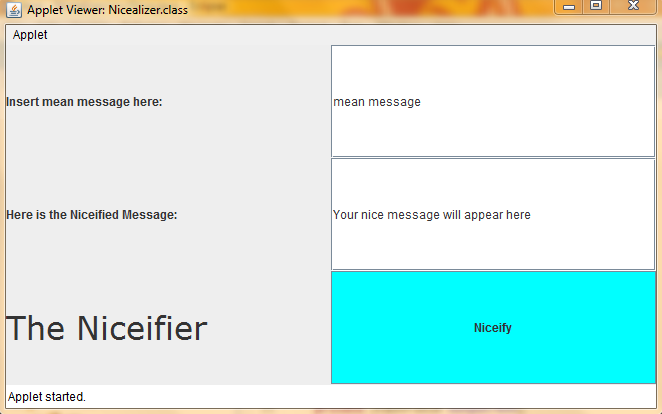 Applet Viewer: Nicealizer.class
Applet
Insert mean message here:
mean message
Here is the Niceified Message:
Your nice message will appear here
The Niceifier
Niceify
Applet started.